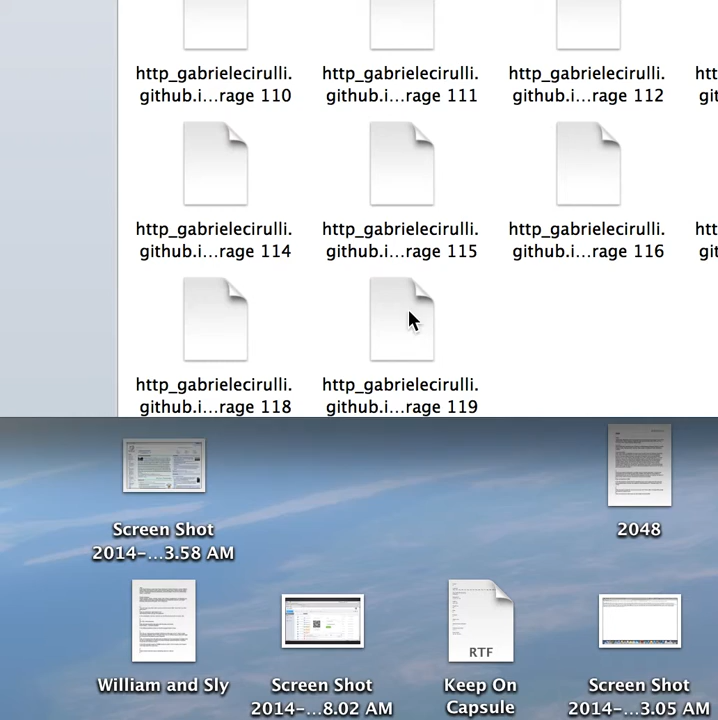 http_gabrielecirulli. http_gabrielecirulli. http_gabrielecirulli.
github.i...rage 110 github.i...rage 111 github.i...rage 112
http_gabrielecirulli. http_gabrielecirulli. http_gabrielecirulli.
github.i...rage 114 github.i...rage 115 github.i...rage 116
http_gabrielecirulli. http_gabrielecirulli.
github.i...rage 118 github.i...rage 119
Screen Shot
2014-...3.58 AM
2048
William and Sly
Screen Shot
2014-...8.02 AM
RTF
Keep On
Capsule
Screen Shot
2014-...3.05 AM